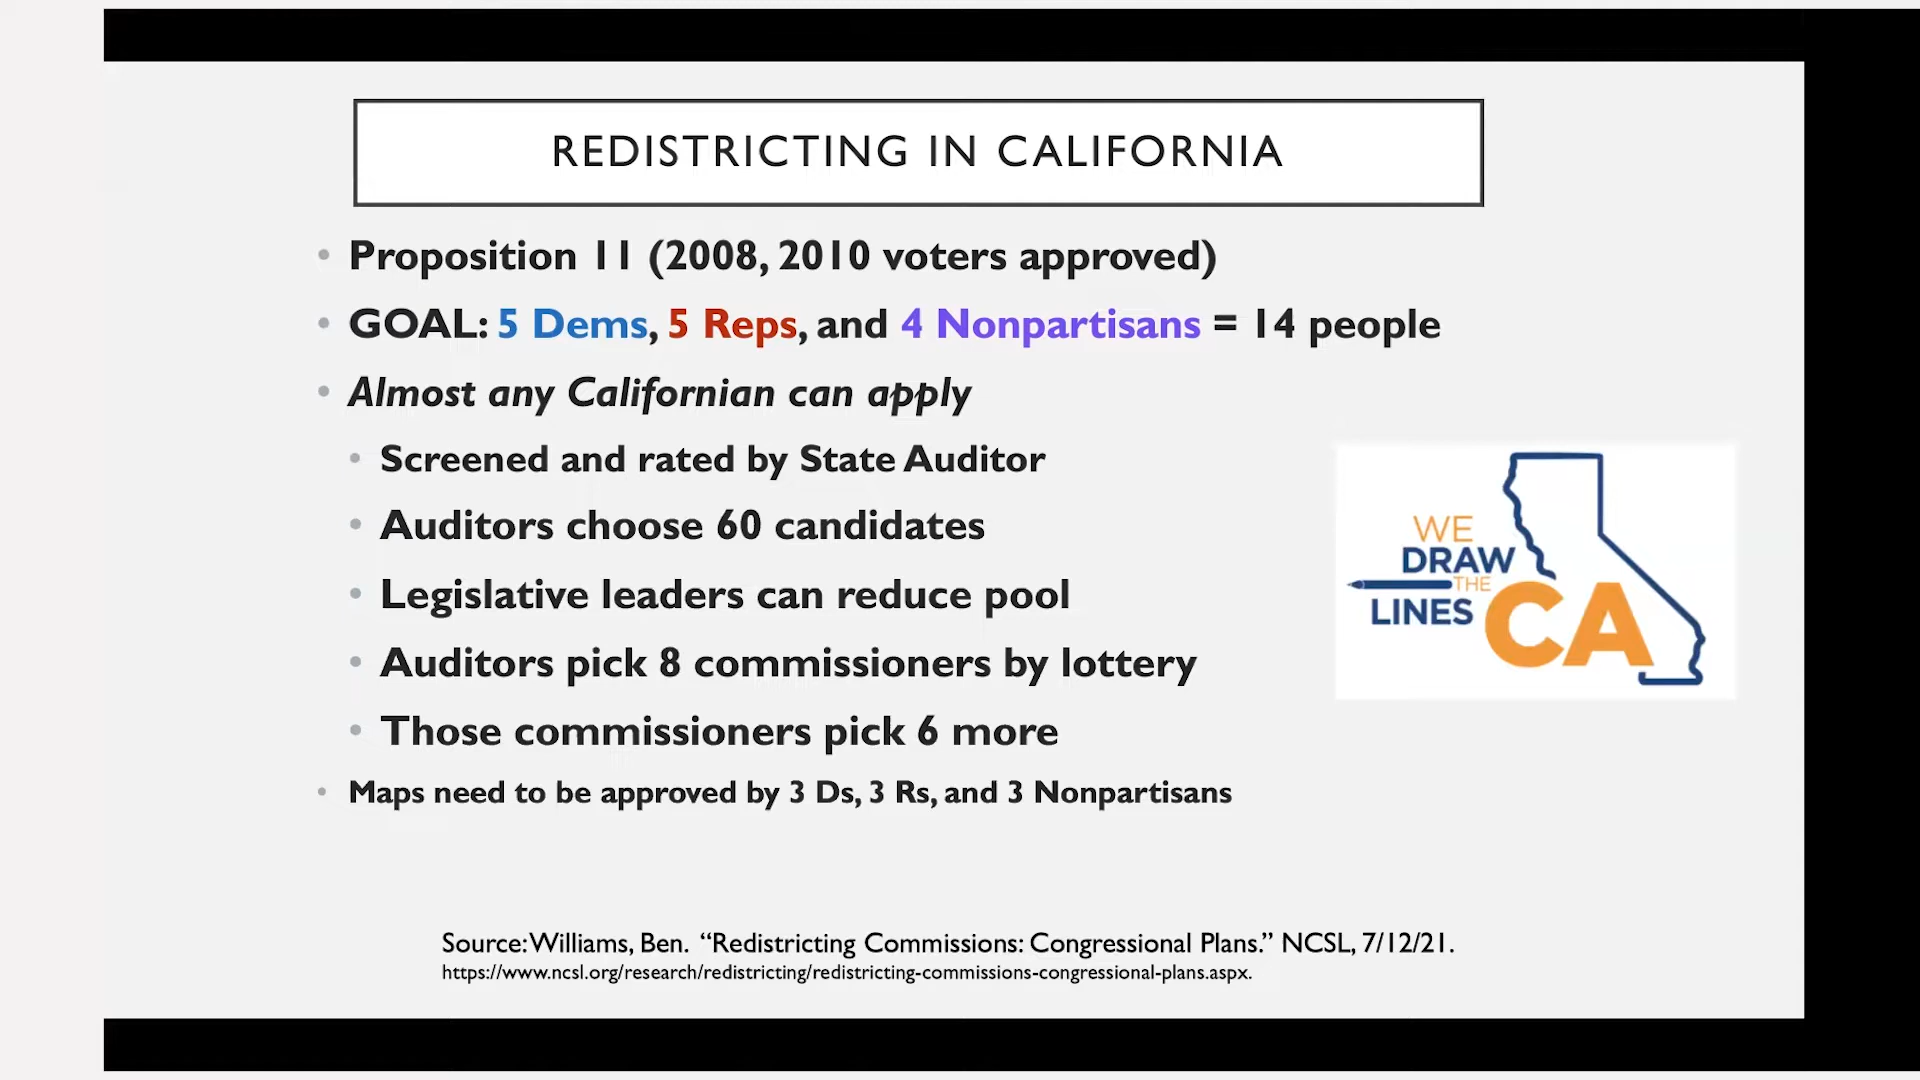 REDISTRICTING IN CALIFORNIA
• Proposition 11 (2008, 2010 voters approved)
• GOAL: 5 Dems, 5 Reps, and 4 Nonpartisans = 14 people
• Almost any Californian can apply
• Screened and rated by State Auditor
• Auditors choose 60 candidates
• Legislative leaders can reduce pool
• Auditors pick 8 commissioners by lottery
• Those commissioners pick 6 more
• Maps need to be approved by 3 Ds, 3 Rs, and 3 Nonpartisans
WE
DRAW
THE
LINES
CA
Source: Williams, Ben. “Redistricting Commissions: Congressional Plans.” NCSL, 7/12/21.
https://www.ncsl.org/research/redistricting/redistricting-commissions-congressional-plans.aspx.